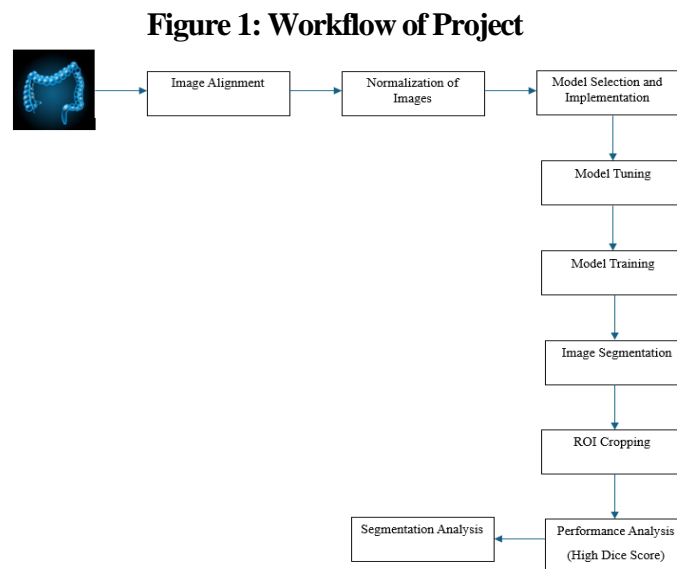 Figure 1: Workflow of Project
Image Alignment
Normalization of
Images
Model Selection and
Implementation
Model Tuning
Model Training
Image Segmentation
ROI Cropping
Performance Analysis
(High Dice Score)
Segmentation Analysis